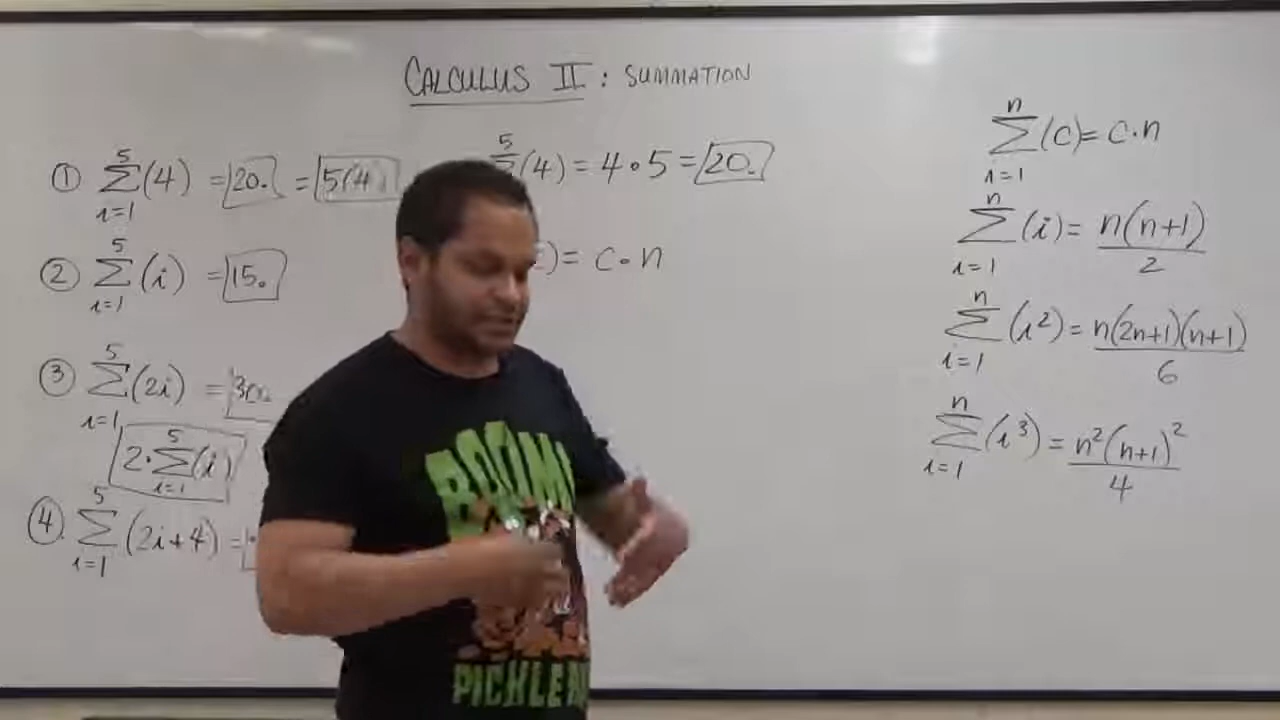 CALCULUS II : SUMMATION
① 5 Σ i=1 (4) = 20. = 5(4)
5 Σ (4) = 4•5 = 20.
② 5 Σ i=1 (i) = 15.
)= c•n
③ 5 Σ i=1 (2i) = 30.
2· 5 Σ i=1 (i)
④ 5 Σ i=1 (2i+4) =
n Σ i=1 (c) = c·n
n Σ i=1 (i) = n(n+1) / 2
n Σ i=1 (i²) = n(2n+1)(n+1) / 6
n Σ i=1 (i³) = n²(n+1)² / 4
BOOM!